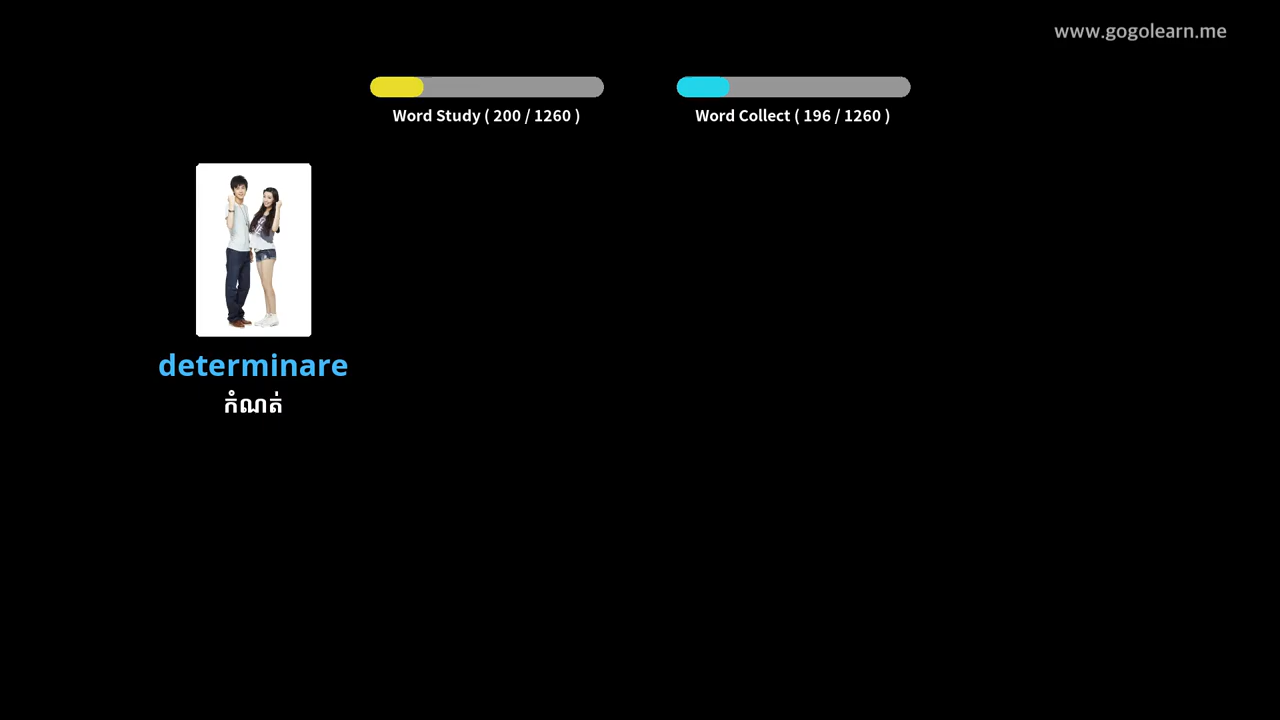 www.gogolearn.me
Word Study ( 200 / 1260 )
Word Collect ( 196 / 1260 )
determinare
កំណត់